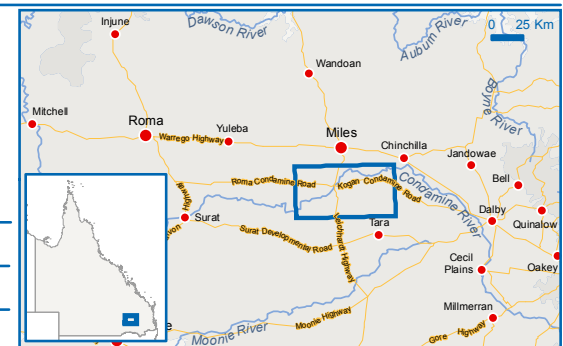 Injune
Dawson River
Auburn River
0 25 Km
Wandoan
Boyne River
Mitchell
Roma
Yuleba
Warrego Highway
Miles
Chinchilla
Jandowae
Bell
Roma Condamine Road
Kogan Condamine Road
Condamine River
Highway
Surat
Surat Developmental Road
Tara
Dalby
Quinalow
Leichhardt Highway
Cecil
Plains
Oakey
Millmerran
Moonie Highway
Moonie River
Gore Highway